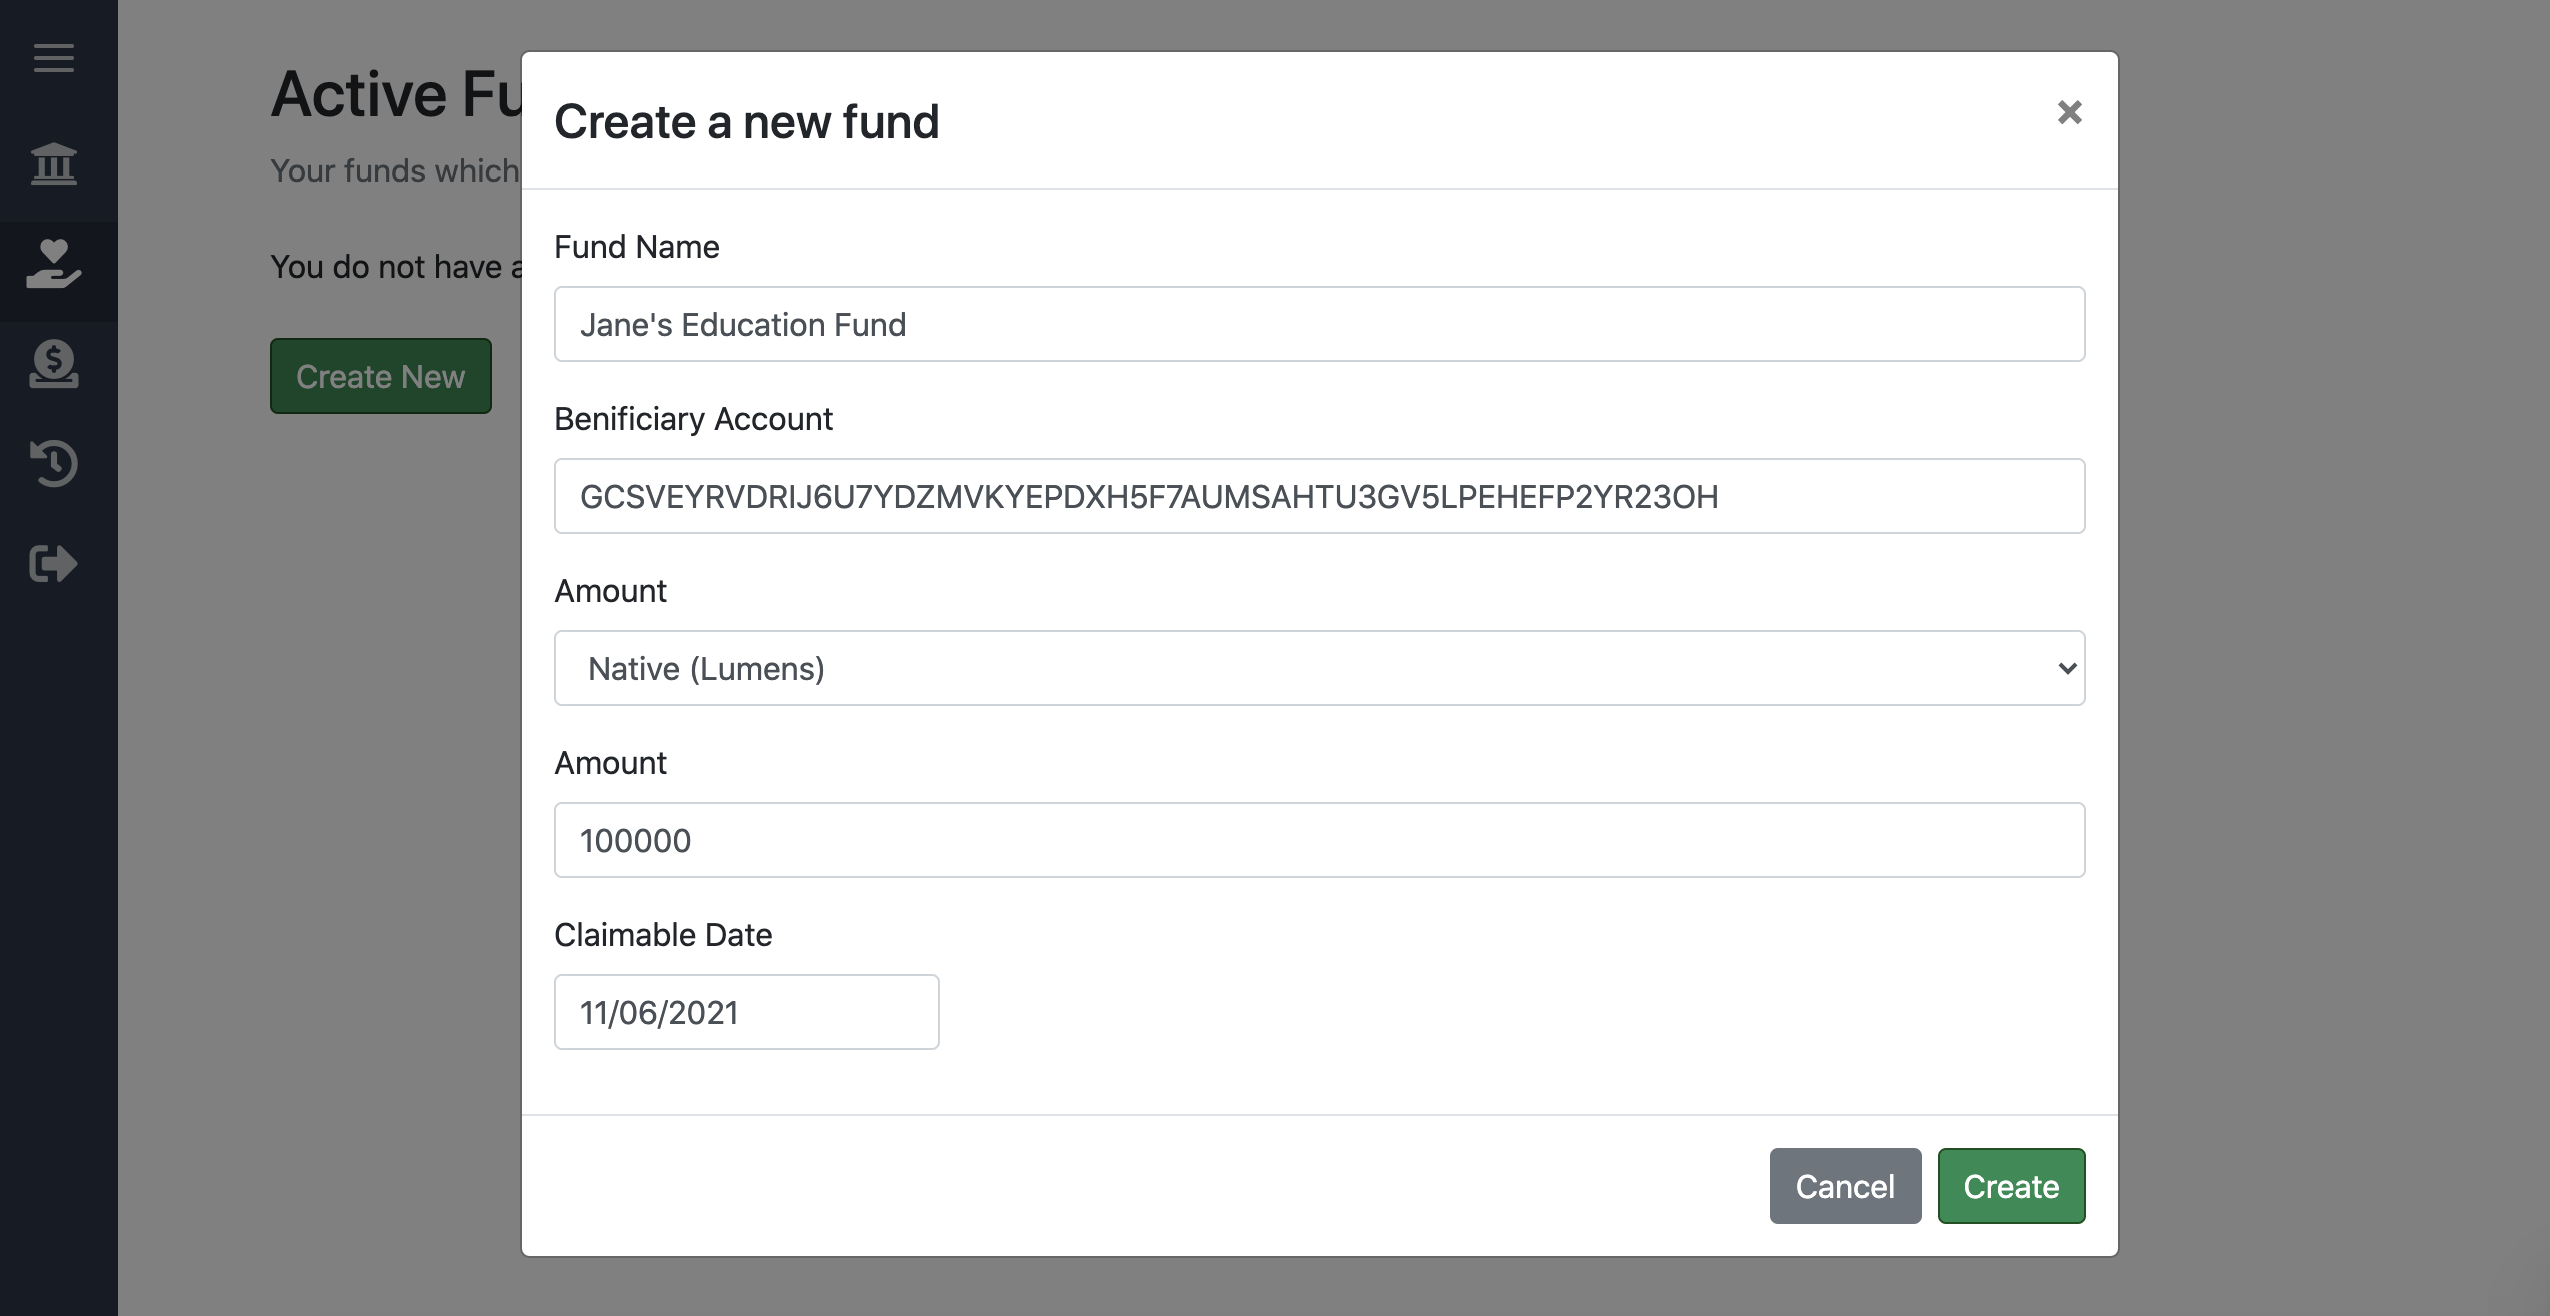 Active Fu
Your funds which
You do not have a
Create New
Create a new fund
Fund Name
Jane's Education Fund
Benificiary Account
GCSVEYRVDRIJ6U7YDZMVKYEPDXH5F7AUMSAHTU3GV5LPEHEFP2YR23OH
Amount
Native (Lumens)
Amount
100000
Claimable Date
11/06/2021
Cancel Create